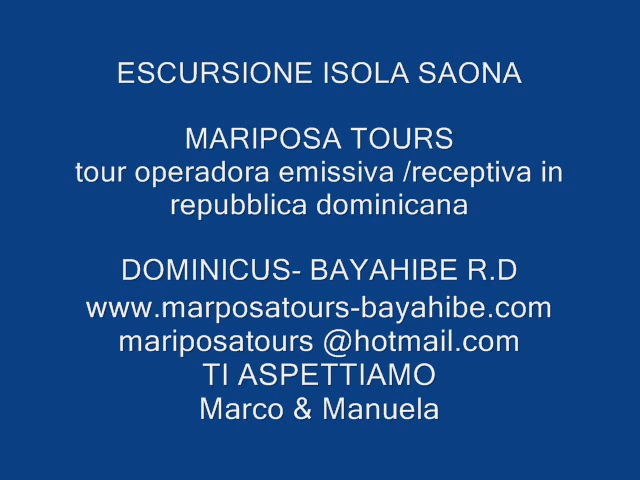 ESCURSIONE ISOLA SAONA
MARIPOSA TOURS
tour operadora emissiva /receptiva in
repubblica dominicana
DOMINICUS- BAYAHIBE R.D
www.marposatours-bayahibe.com
mariposatours @hotmail.com
TI ASPETTIAMO
Marco & Manuela